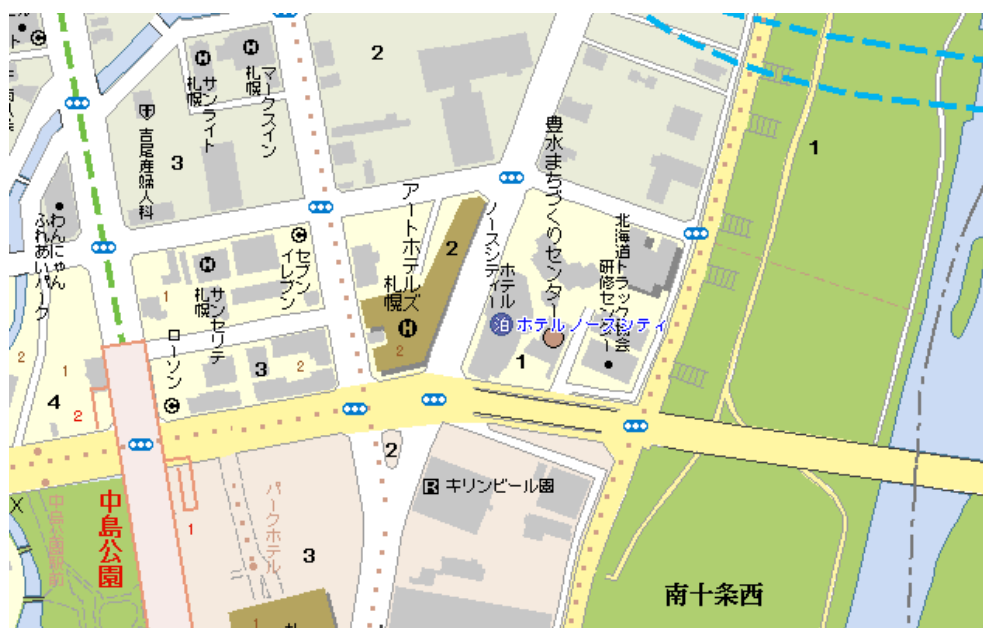 2
札幌
マークスイン
札幌
サンライト
吉尾産婦人科
3
豊水まちづくりセンター
1
わんにゃん
ふれあいパーク
セブン
イレブン
アートホテルズ
札幌
2
ノースシティー
ホテル
北海道トラック協会
研修センター
札幌
サンセリテ
1
ホテルノースシティ
ローソン
3
2
2
1
2
1
4
2
2
キリンビール園
中島公園
中島公園駅前
パークホテル
1
3
南十条西
1
札